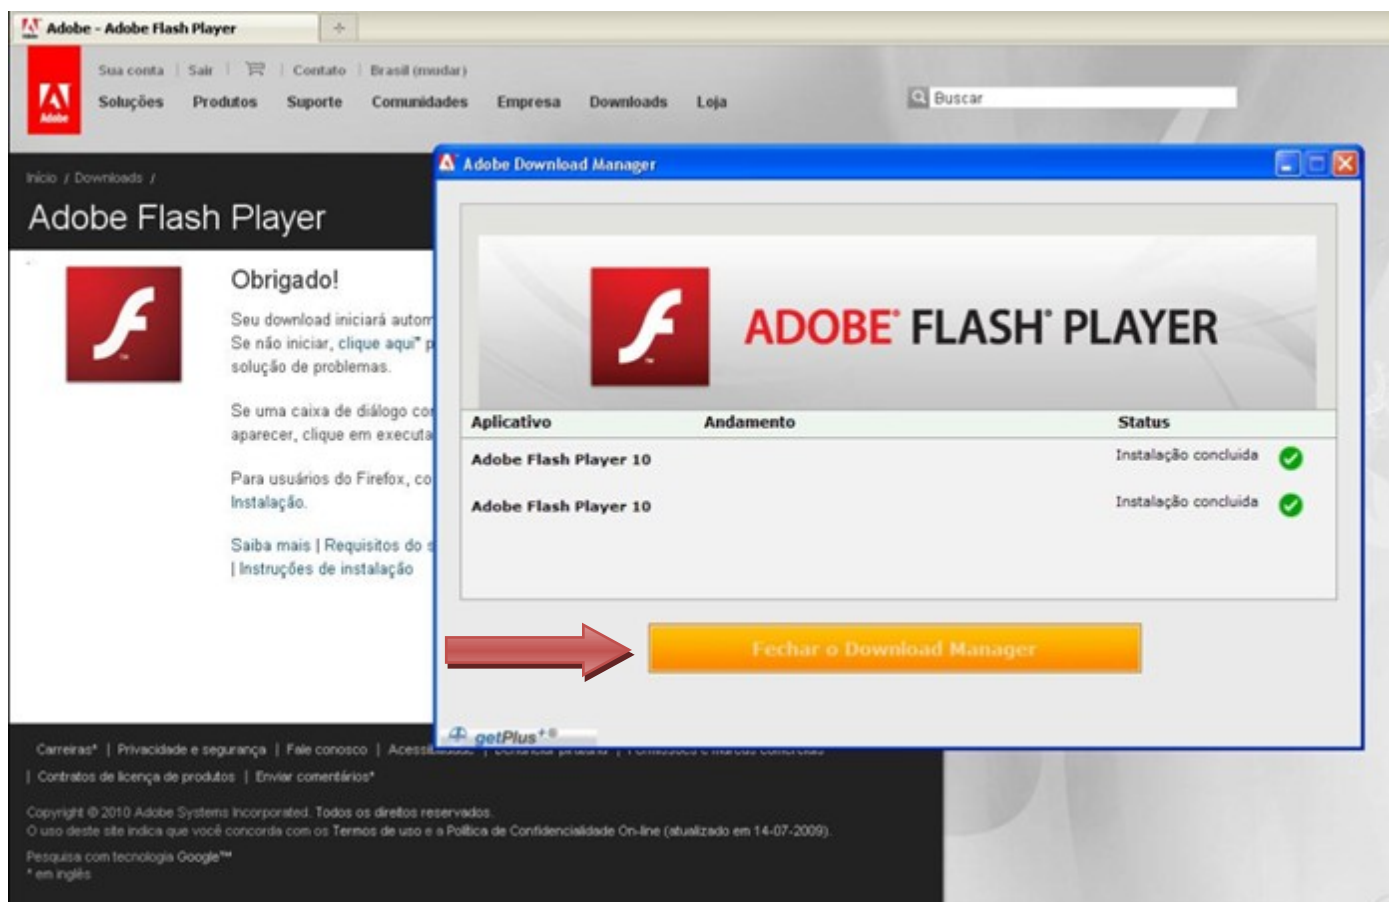 Adobe - Adobe Flash Player
Sua conta | Sair | | Contato | Brasil (mudar)
Adobe
Soluções Produtos Suporte Comunidades Empresa Downloads Loja
Buscar
Início / Downloads /
Adobe Flash Player
Obrigado!
Seu download iniciará autom
Se não iniciar, clique aqui* p
solução de problemas.
Se uma caixa de diálogo co
aparecer, clique em executa
Para usuários do Firefox, co
Instalação.
Saiba mais | Requisitos do s
| Instruções de instalação
Adobe Download Manager
ADOBE® FLASH® PLAYER
Aplicativo Andamento Status
Adobe Flash Player 10 Instalação concluida
Adobe Flash Player 10 Instalação concluida
Fechar o Download Manager
getPlus+®
Carreiras* | Privacidade e segurança | Fale conosco |
| Contratos de licença de produtos | Enviar comentários*
Copyright © 2010 Adobe Systems Incorporated. Todos os direitos reservados.
O uso deste site indica que você concorda com os Termos de uso e a Política de Confidencialidade On-line (atualizado em 14-07-2009).
Pesquisa com tecnologia Google™
* em inglês